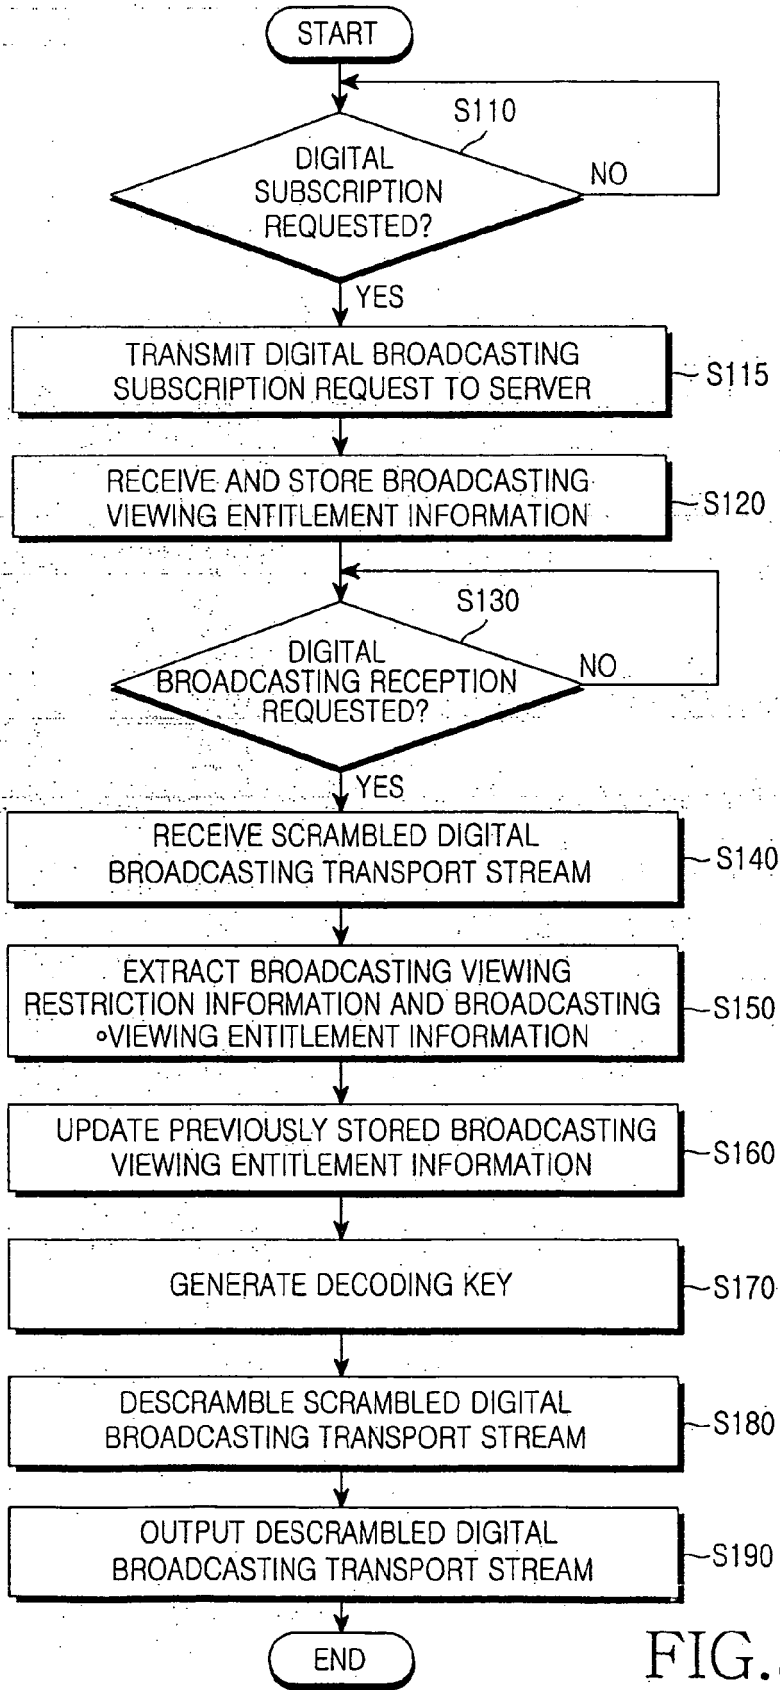 START
S110
DIGITAL
SUBSCRIPTION
REQUESTED?
NO
YES
TRANSMIT DIGITAL BROADCASTING
SUBSCRIPTION REQUEST TO SERVER
S115
RECEIVE AND STORE BROADCASTING
VIEWING ENTITLEMENT INFORMATION
S120
S130
DIGITAL
BROADCASTING RECEPTION
REQUESTED?
NO
YES
RECEIVE SCRAMBLED DIGITAL
BROADCASTING TRANSPORT STREAM
S140
EXTRACT BROADCASTING VIEWING
RESTRICTION INFORMATION AND BROADCASTING
VIEWING ENTITLEMENT INFORMATION
S150
UPDATE PREVIOUSLY STORED BROADCASTING
VIEWING ENTITLEMENT INFORMATION
S160
GENERATE DECODING KEY
S170
DESCRAMBLE SCRAMBLED DIGITAL
BROADCASTING TRANSPORT STREAM
S180
OUTPUT DESCRAMBLED DIGITAL
BROADCASTING TRANSPORT STREAM
S190
END
FIG.